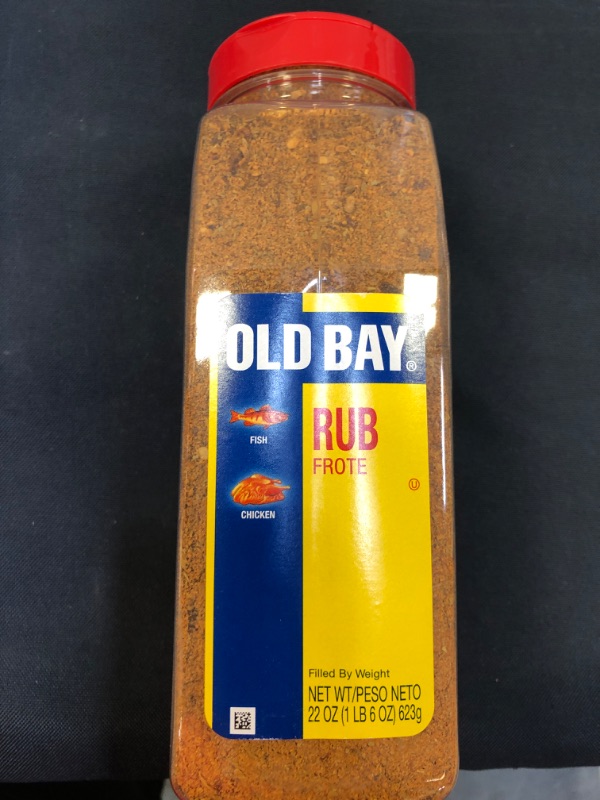 OLD BAY®
FISH
CHICKEN
RUB
FROTE
U
Filled By Weight
NET WT/PESO NETO
22 OZ (1 LB 6 OZ) 623g